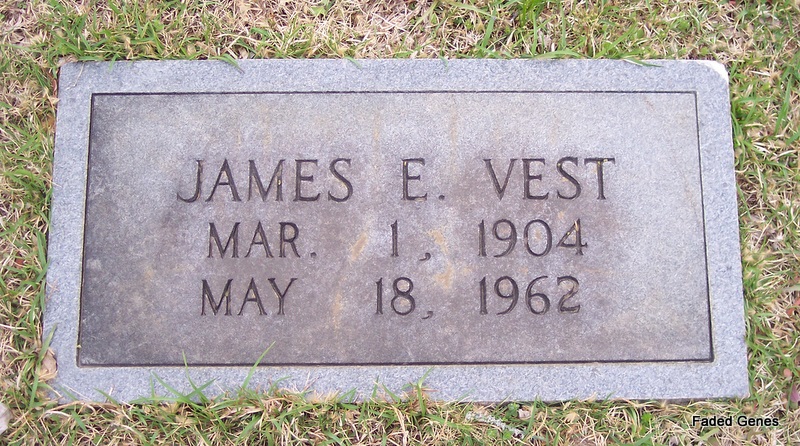 JAMES E. VEST
MAR. 1, 1904
MAY 18, 1962
Faded Genes